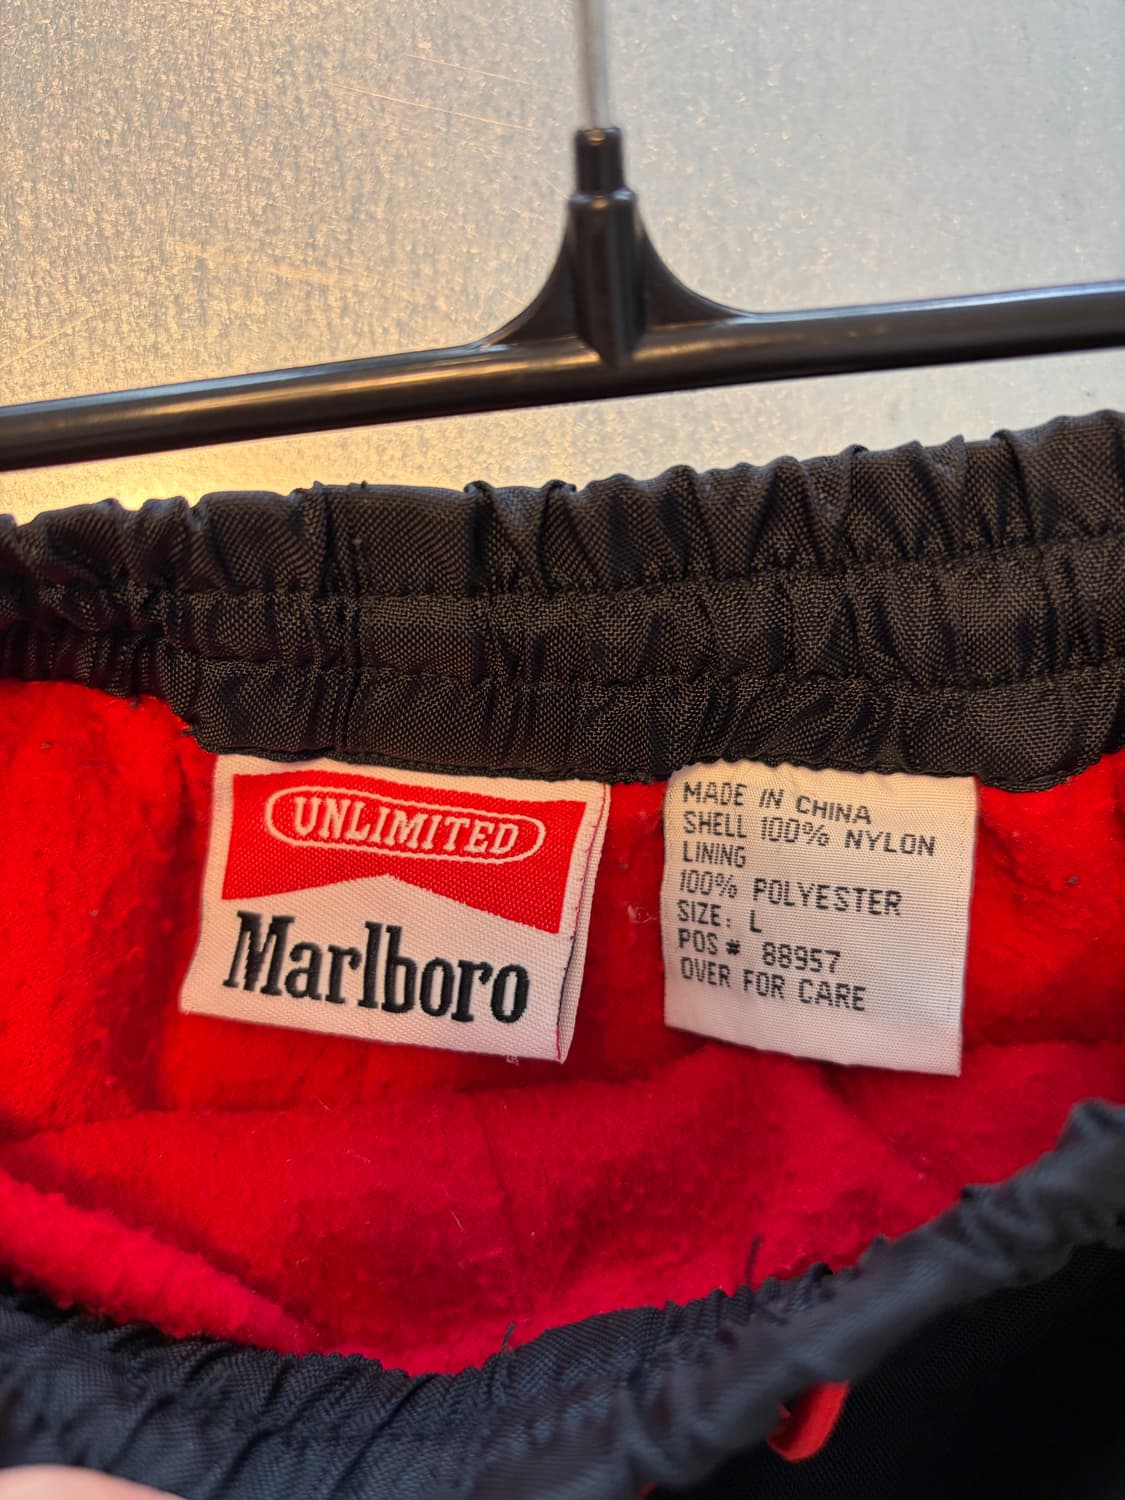 UNLIMITED
Marlboro
MADE IN CHINA
SHELL 100% NYLON
LINING
100% POLYESTER
SIZE: L
POS # 88957
OVER FOR CARE